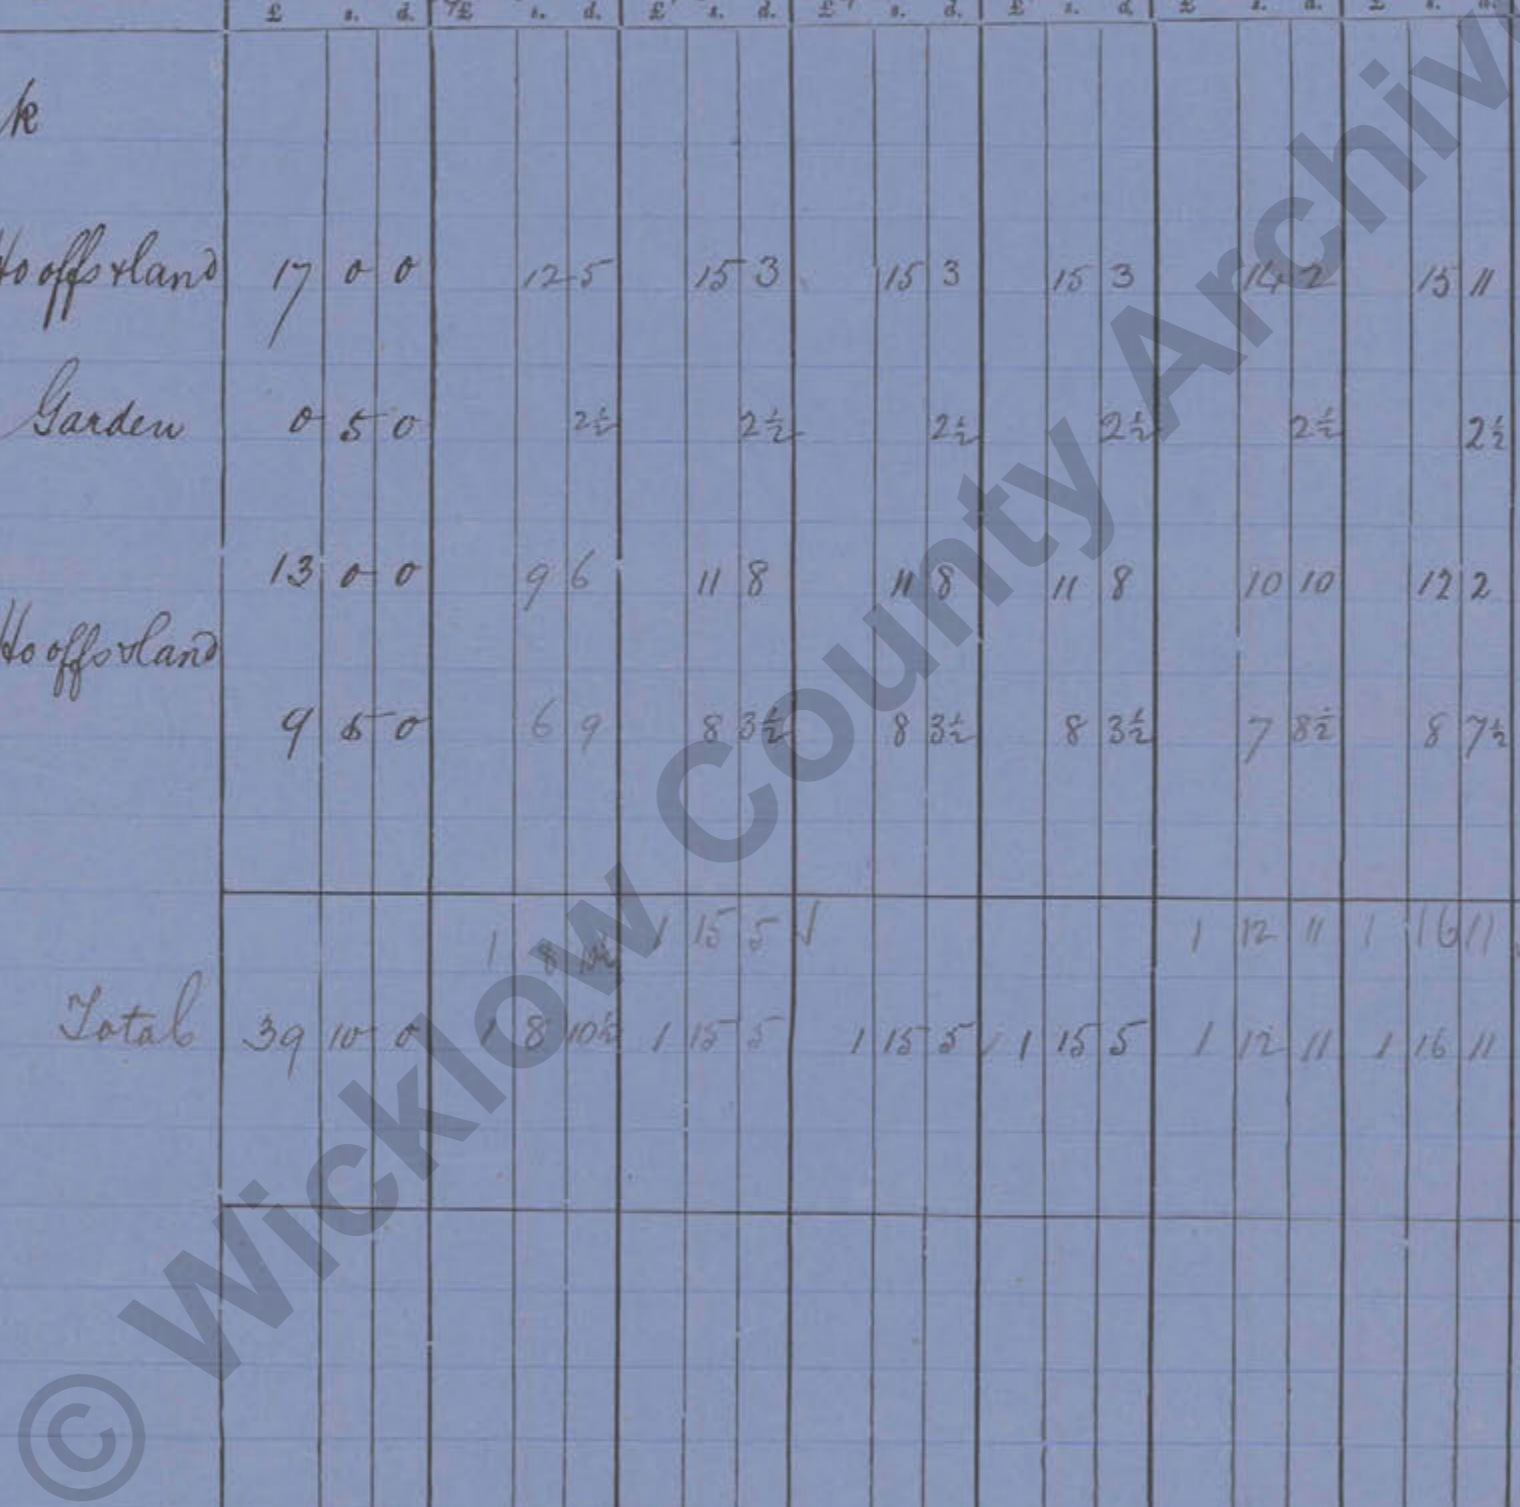 £ s. d. £ s. d. £ s. d. £ s. d. £ s. d. £ s. d. £ s. d.
k
Ho offs & land 17 0 0 12 5 15 3 15 3 15 3 14 2 15 11
Garden 0 5 0 2½ 2½ 2½ 2½ 2½ 2½
13 0 0 9 6 11 8 11 8 11 8 10 10 12 2
Ho offs & land
9 5 0 6 9 8 3½ 8 3½ 8 3½ 7 8½ 8 7½
1 8 10½ 1 15 5 √ 1 12 11 1 16 11
Total 39 10 0 1 8 10½ 1 15 5 1 15 5 1 15 5 1 12 11 1 16 11
© Wicklow County Archiv